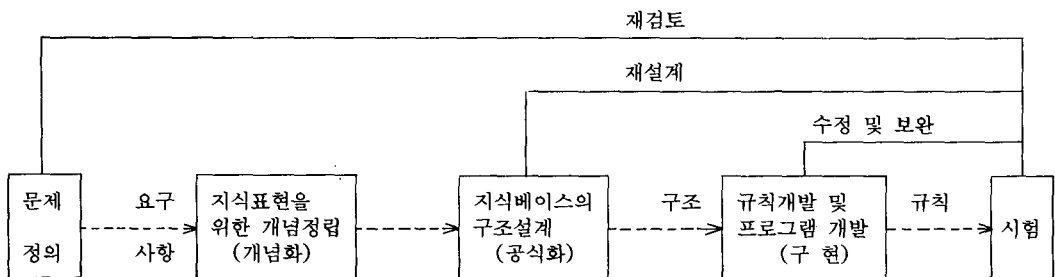 재검토
재설계
수정 및 보완
문제
정의
요구
사항
지식표현을
위한 개념정립
(개념화)
지식베이스의
구조설계
(공식화)
구조
규칙개발 및
프로그램 개발
(구 현)
규칙
시험